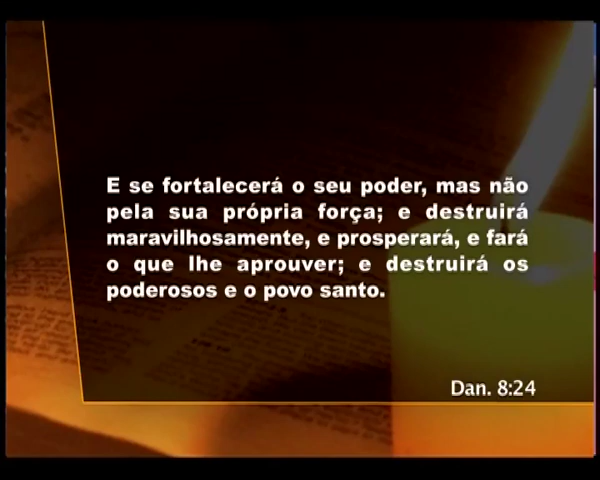 E se fortalecerá o seu poder, mas não
pela sua própria força; e destruirá
maravilhosamente, e prosperará, e fará
o que lhe aprouver; e destruirá os
poderosos e o povo santo.
Dan. 8:24